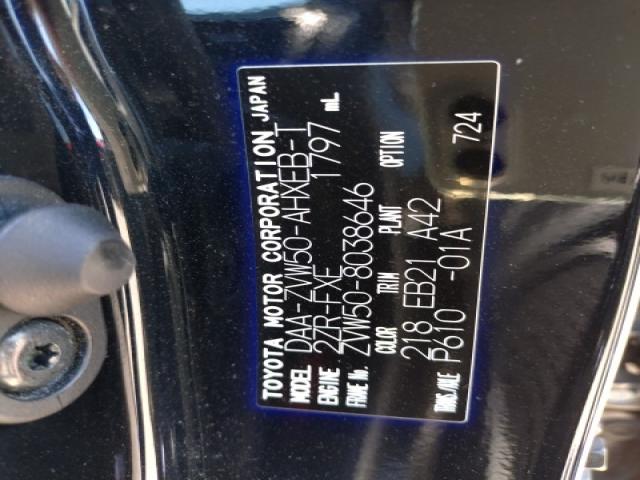 TOYOTA MOTOR CORPORATION JAPAN
MODEL DAA-ZVW50-AHXEB-T
ENGINE 2ZR-FXE 1797 mL
FRAME No. ZVW50-8038646
COLOR TRIM PLANT OPTION
218 EB21 A42
TRANS/AXLE P610 -01A 724